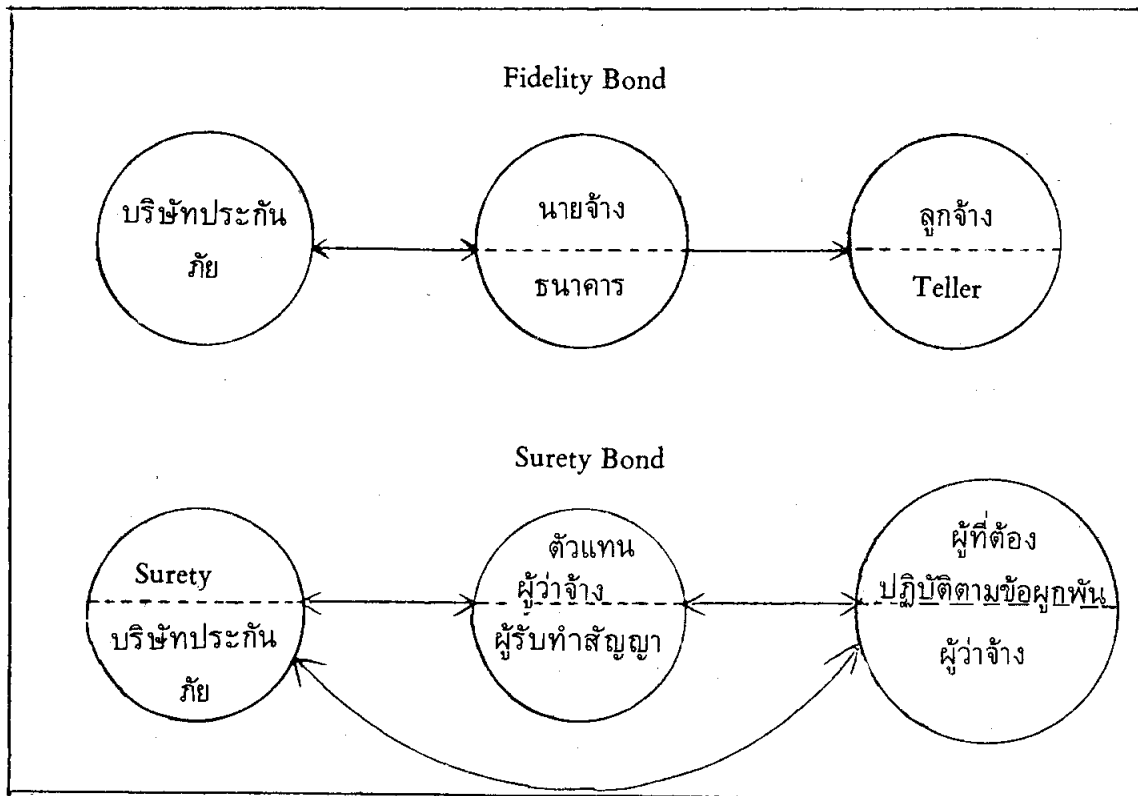 Fidelity Bond
บริษัทประกัน
ภัย
นายจ้าง
ธนาคาร
ลูกจ้าง
Teller
Surety Bond
Surety
บริษัทประกัน
ภัย
ตัวแทน
ผู้ว่าจ้าง
ผู้รับทำสัญญา
ผู้ที่ต้อง
ปฏิบัติตามข้อผูกพัน
ผู้ว่าจ้าง